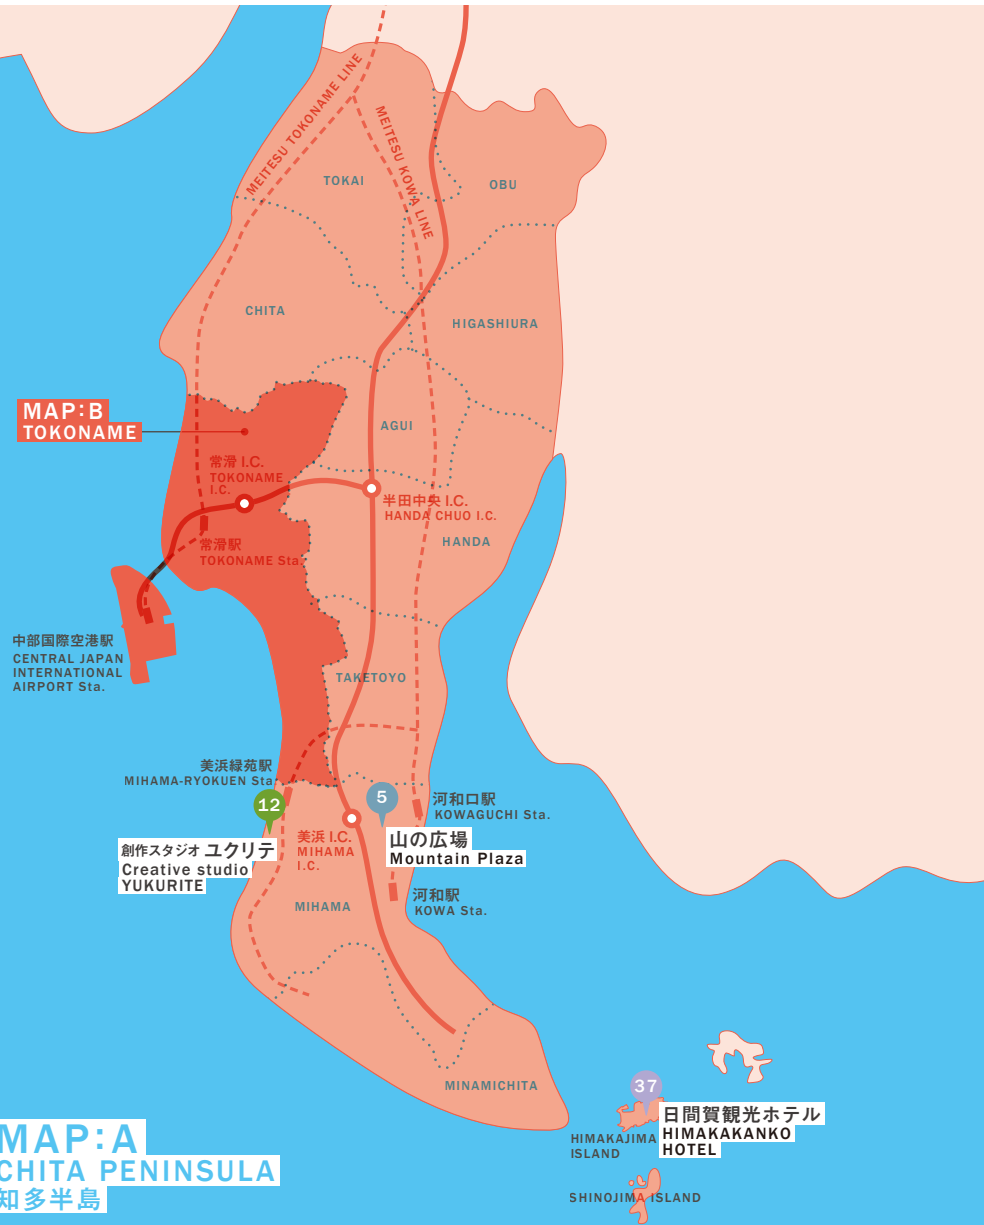 MEITESU TOKONAME LINE
MEITESU KOWA LINE
TOKAI
OBU
CHITA
HIGASHIURA
MAP:B
TOKONAME
AGUI
常滑 I.C.
TOKONAME
I.C.
半田中央 I.C.
HANDA CHUO I.C.
HANDA
常滑駅
TOKONAME Sta.
中部国際空港駅
CENTRAL JAPAN
INTERNATIONAL
AIRPORT Sta.
TAKETOYO
美浜緑苑駅
MIHAMA-RYOKUEN Sta.
12
5
河和口駅
KOWAGUCHI Sta.
創作スタジオ ユクリテ
Creative studio
YUKURITE
美浜 I.C.
MIHAMA
I.C.
山の広場
Mountain Plaza
河和駅
KOWA Sta.
MIHAMA
MINAMICHITA
37
日間賀観光ホテル
HIMAKAKANKO
HOTEL
HIMAKAJIMA
ISLAND
SHINOJIMA ISLAND
MAP:A
CHITA PENINSULA
知多半島